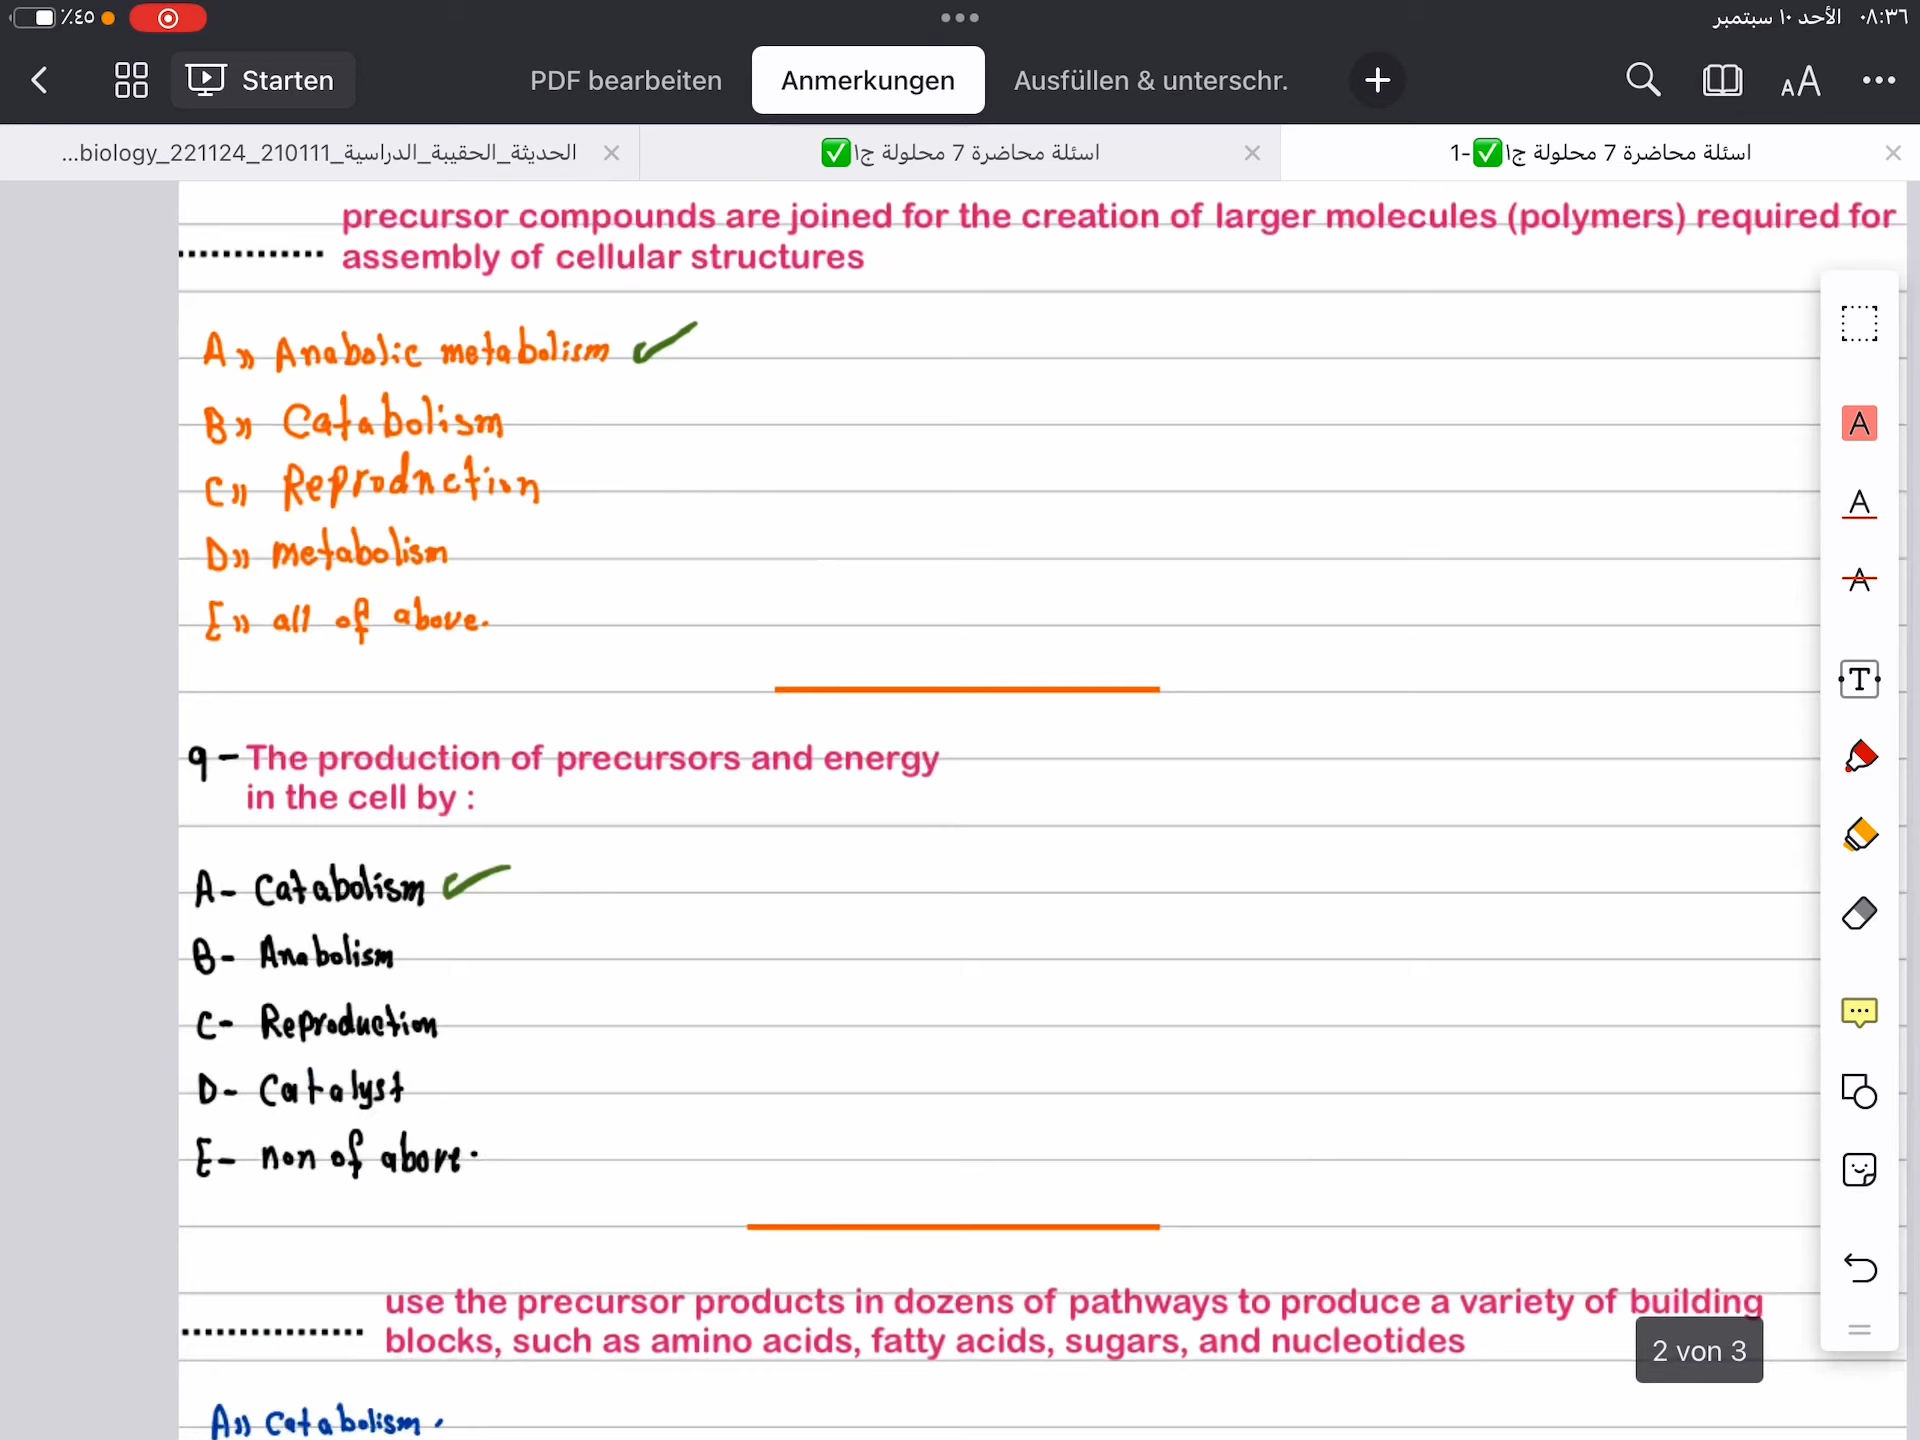 ٪٤٥
٠٨:٣٦ الأحد ١٠ سبتمبر
Starten
PDF bearbeiten
Anmerkungen
Ausfüllen & unterschr.
الحديثة_الحقيبة_الدراسية_biology_221124_210111...
اسئلة محاضرة 7 محلولة ج١✅
اسئلة محاضرة 7 محلولة ج١✅-1
precursor compounds are joined for the creation of larger molecules (polymers) required for
............. assembly of cellular structures
A» Anabolic metabolism ✓
B» Catabolism
C» Reproduction
D» metabolism
E» all of above.
9- The production of precursors and energy
in the cell by :
A- Catabolism ✓
B- Anabolism
C- Reproduction
D- Catalyst
E- non of above.
use the precursor products in dozens of pathways to produce a variety of building
................ blocks, such as amino acids, fatty acids, sugars, and nucleotides
2 von 3
A» Catabolism.